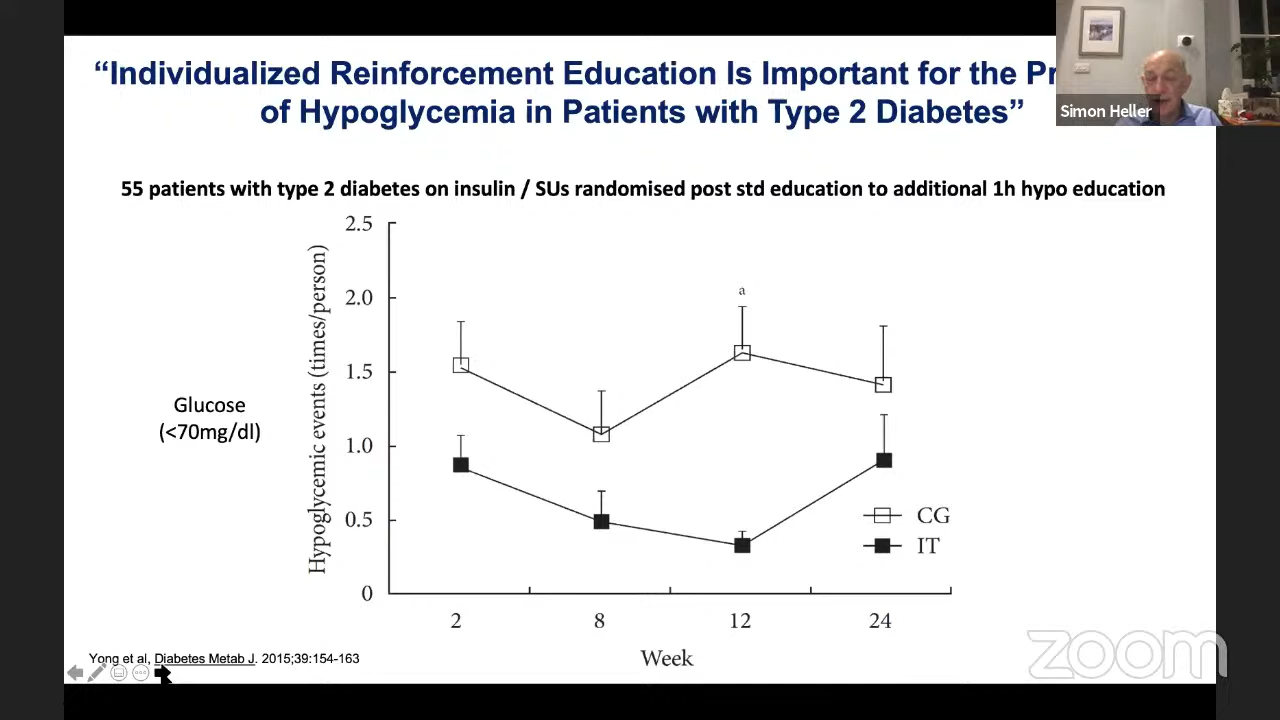 “Individualized Reinforcement Education Is Important for the Pr
of Hypoglycemia in Patients with Type 2 Diabetes”
Simon Heller
55 patients with type 2 diabetes on insulin / SUs randomised post std education to additional 1h hypo education
Hypoglycemic events (times/person)
2.5
2.0
1.5
1.0
0.5
0
a
Glucose
(<70mg/dl)
CG
IT
2 8 12 24
Week
Yong et al, Diabetes Metab J. 2015;39:154-163
zoom